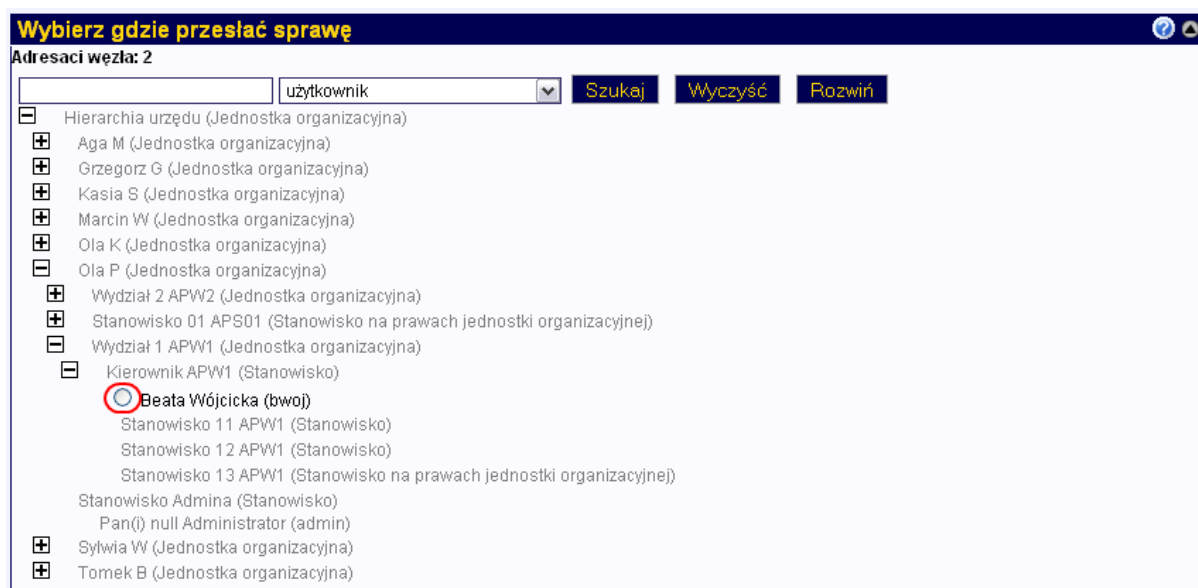 Wybierz gdzie przesłać sprawę
Adresaci węzła: 2
użytkownik Szukaj Wyczyść Rozwiń
Hierarchia urzędu (Jednostka organizacyjna)
Aga M (Jednostka organizacyjna)
Grzegorz G (Jednostka organizacyjna)
Kasia S (Jednostka organizacyjna)
Marcin W (Jednostka organizacyjna)
Ola K (Jednostka organizacyjna)
Ola P (Jednostka organizacyjna)
Wydział 2 APW2 (Jednostka organizacyjna)
Stanowisko 01 APS01 (Stanowisko na prawach jednostki organizacyjnej)
Wydział 1 APW1 (Jednostka organizacyjna)
Kierownik APW1 (Stanowisko)
Beata Wójcicka (bwoj)
Stanowisko 11 APW1 (Stanowisko)
Stanowisko 12 APW1 (Stanowisko)
Stanowisko 13 APW1 (Stanowisko na prawach jednostki organizacyjnej)
Stanowisko Admina (Stanowisko)
Pan(i) null Administrator (admin)
Sylwia W (Jednostka organizacyjna)
Tomek B (Jednostka organizacyjna)